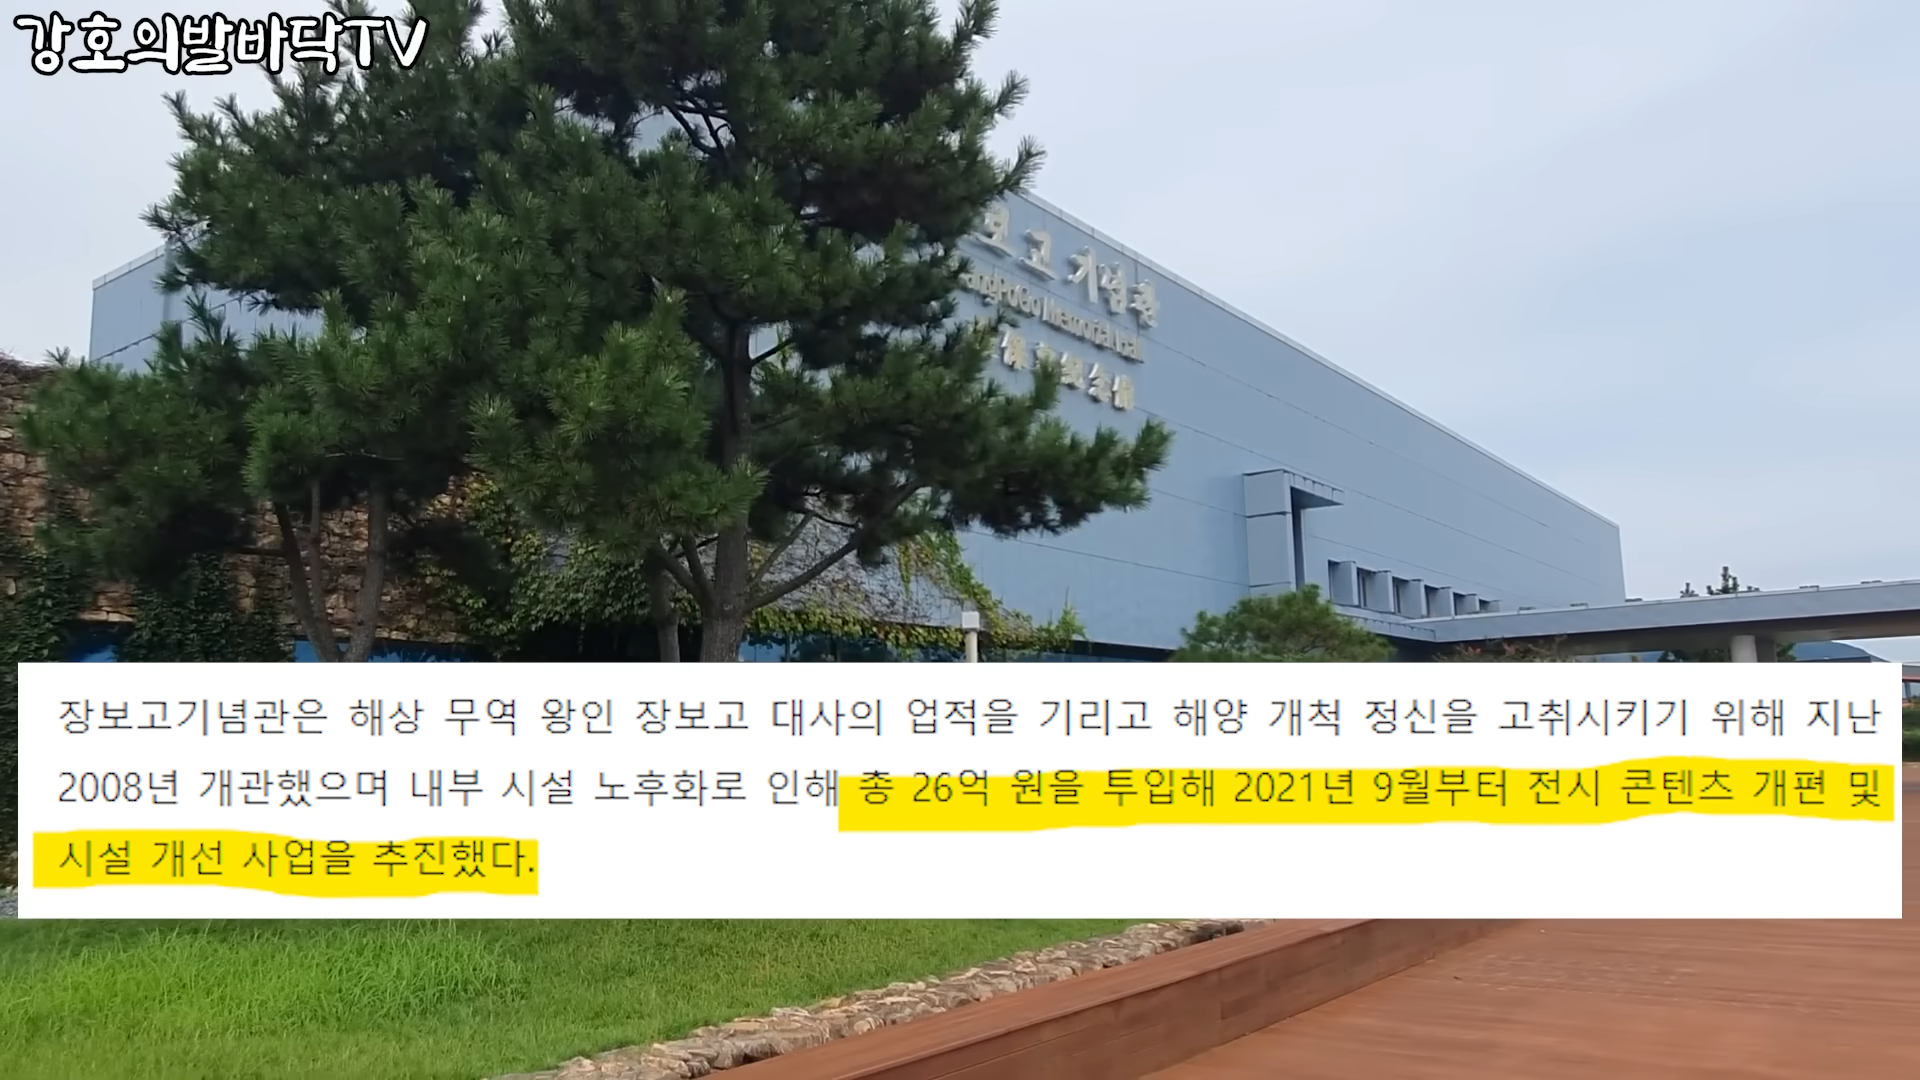 강호의발바닥TV
보고기념관
angPoGo Memorial Hall
장보고기념관은 해상 무역 왕인 장보고 대사의 업적을 기리고 해양 개척 정신을 고취시키기 위해 지난
2008년 개관했으며 내부 시설 노후화로 인해 총 26억 원을 투입해 2021년 9월부터 전시 콘텐츠 개편 및
시설 개선 사업을 추진했다.